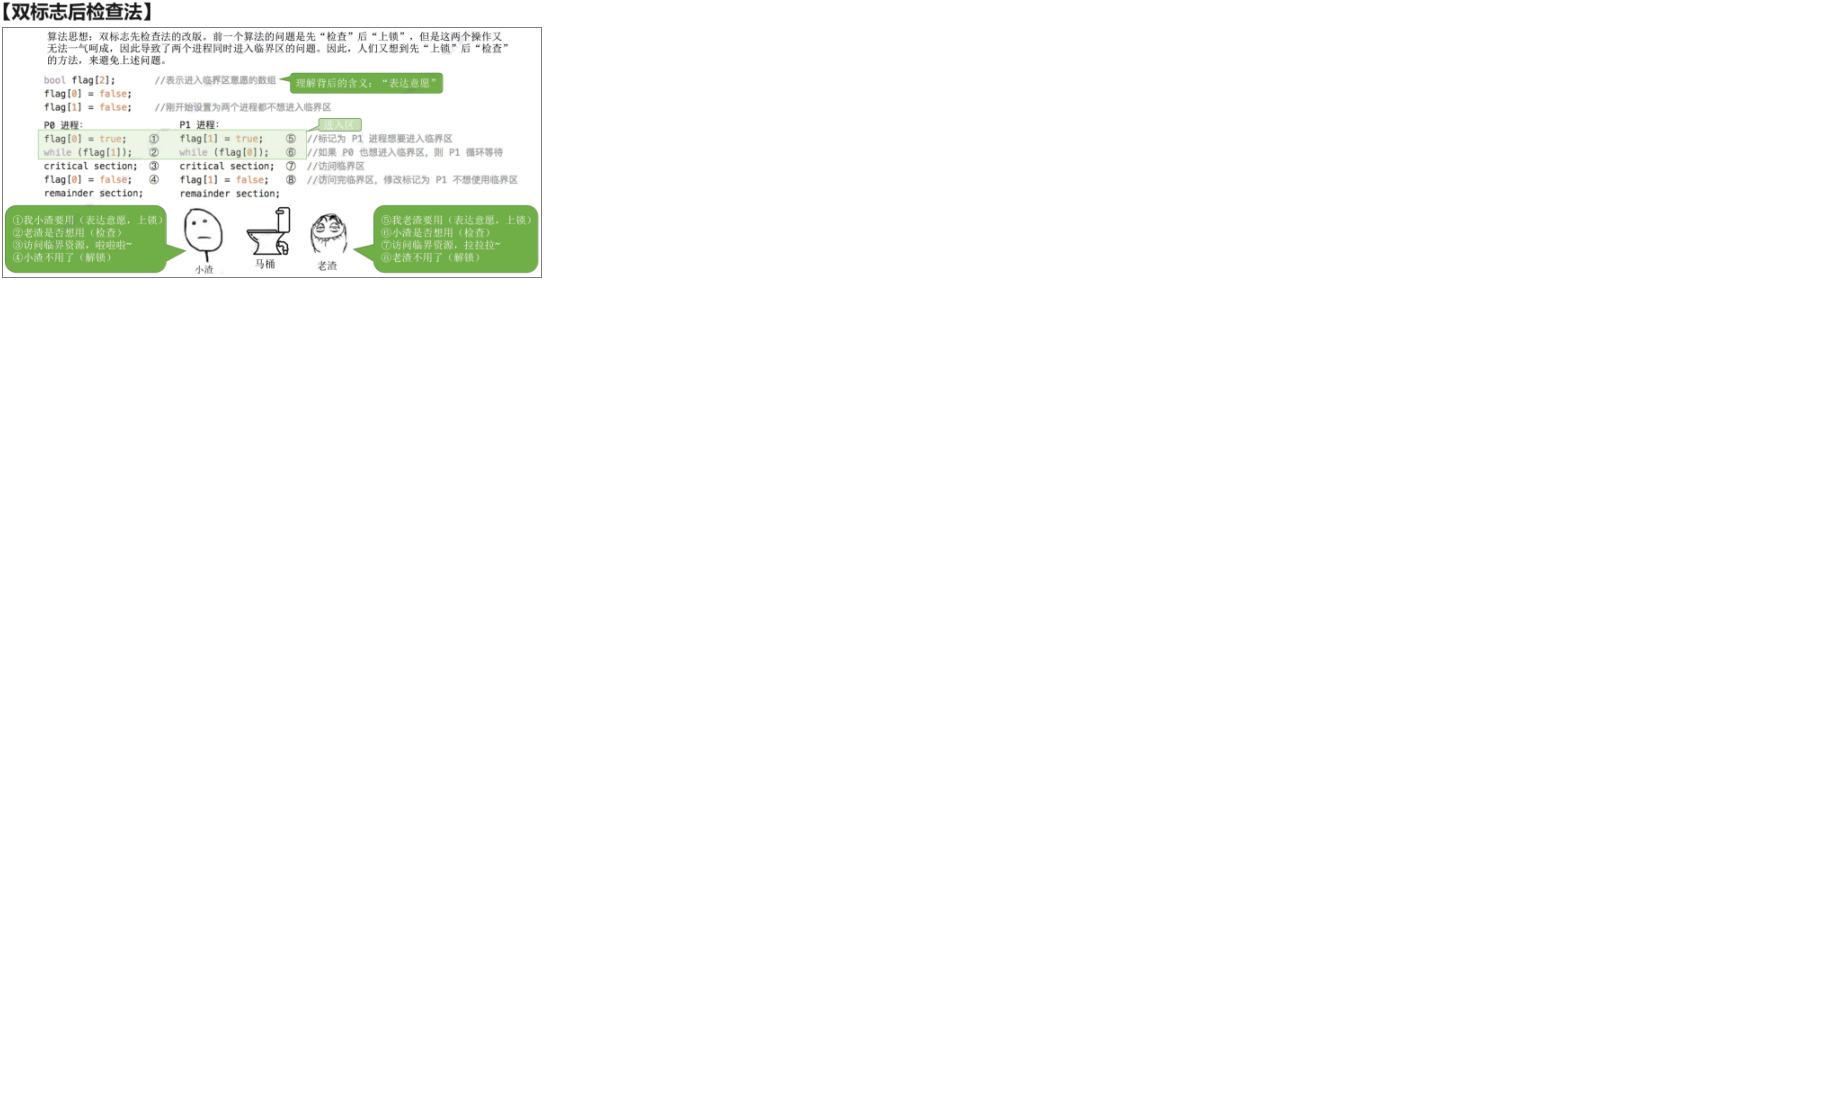 【双标志后检查法】
算法思想：双标志先检查法的改版。前一个算法的问题是先“检查”后“上锁”，但是这两个操作又
无法一气呵成，因此导致了两个进程同时进入临界区的问题。因此，人们又想到先“上锁”后“检查”
的方法，来避免上述问题。
bool flag[2]; //表示进入临界区意愿的数组
理解背后的含义：“表达意愿”
flag[0] = false;
flag[1] = false; //刚开始设置为两个进程都不想进入临界区
P0 进程: P1 进程: 进入区
flag[0] = true; ① flag[1] = true; ⑤ //标记为 P1 进程想要进入临界区
while (flag[1]); ② while (flag[0]); ⑥ //如果 P0 也想进入临界区，则 P1 循环等待
critical section; ③ critical section; ⑦ //访问临界区
flag[0] = false; ④ flag[1] = false; ⑧ //访问完临界区，修改标记为 P1 不想使用临界区
remainder section; remainder section;
①我小渣要用（表达意愿，上锁）
②老渣是否想用（检查）
③访问临界资源，啦啦啦~
④小渣不用了（解锁）
小渣
马桶
老渣
⑤我老渣要用（表达意愿，上锁）
⑥小渣是否想用（检查）
⑦访问临界资源，拉拉拉~
⑧老渣不用了（解锁）